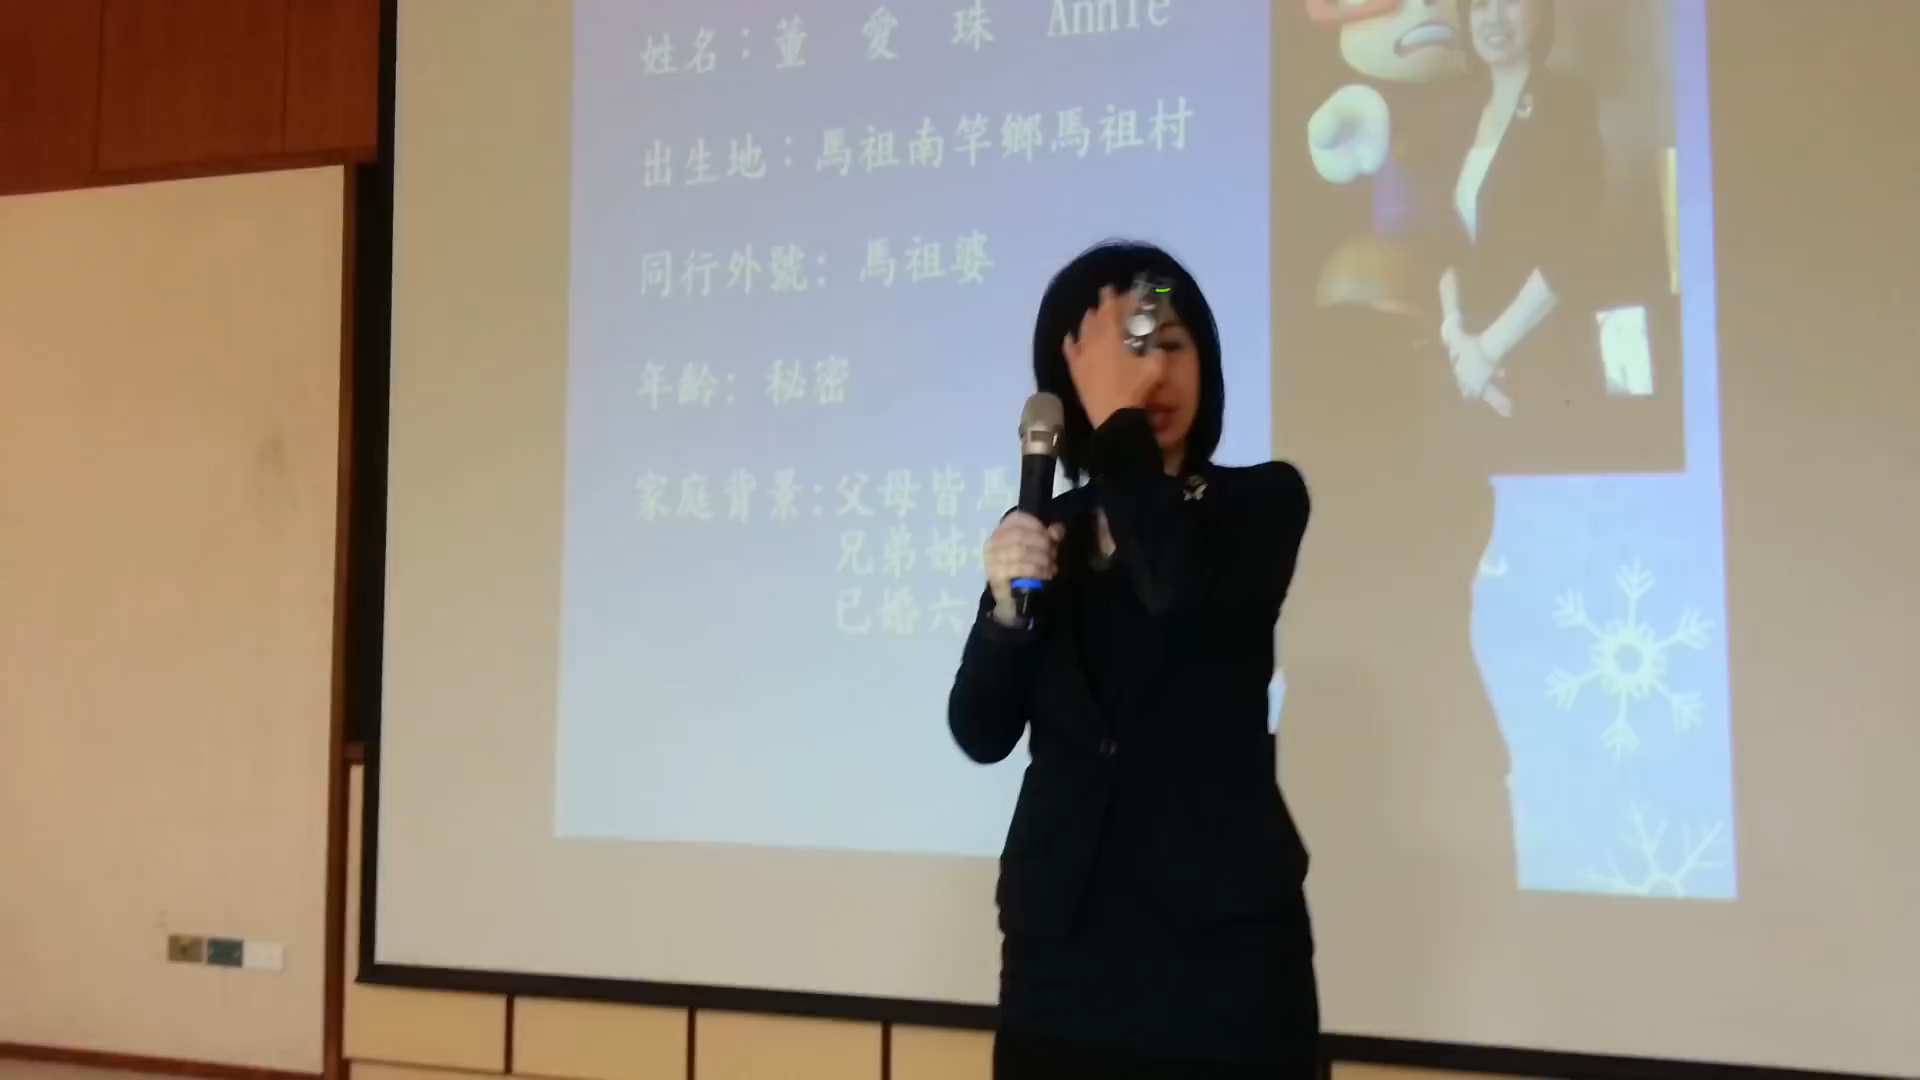 姓名：董 愛 珠 Annie
出生地：馬祖南竿鄉馬祖村
同行外號: 馬祖婆
年齡: 秘密
家庭背景:父母皆馬
兄弟姊
已婚六